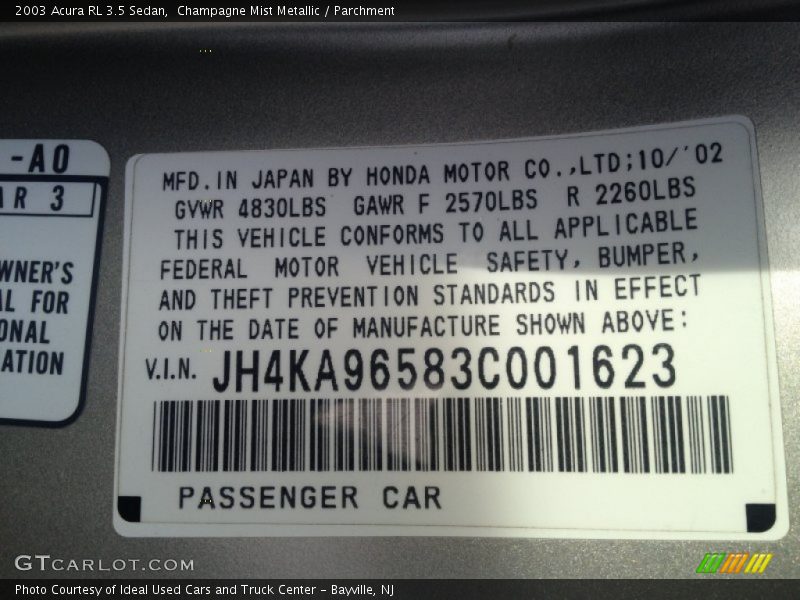 2003 Acura RL 3.5 Sedan,  Champagne Mist Metallic / Parchment
-A0
AR 3
WNER'S
AL FOR
ONAL
ATION
MFD.IN JAPAN BY HONDA MOTOR CO.,LTD;10/'02
GVWR 4830LBS GAWR F 2570LBS R 2260LBS
THIS VEHICLE CONFORMS TO ALL APPLICABLE
FEDERAL MOTOR VEHICLE SAFETY, BUMPER,
AND THEFT PREVENTION STANDARDS IN EFFECT
ON THE DATE OF MANUFACTURE SHOWN ABOVE:
V.I.N. JH4KA96583C001623
PASSENGER CAR
GTCARLOT.COM
Photo Courtesy of Ideal Used Cars and Truck Center – Bayville, NJ